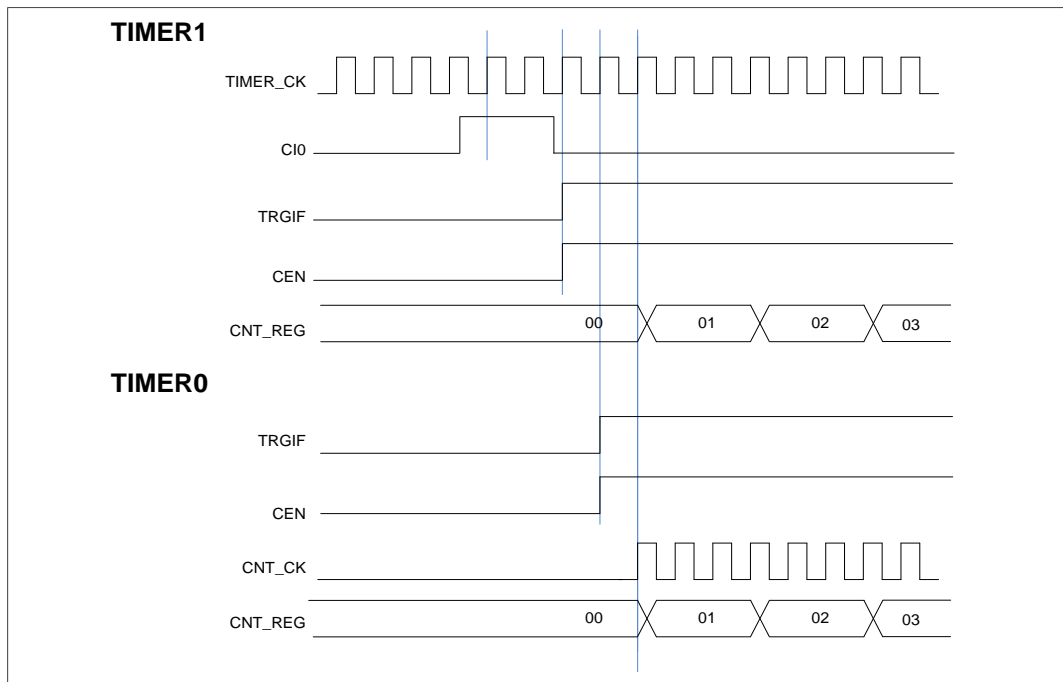 TIMER1
TIMER_CK
CI0
TRGIF
CEN
CNT_REG 00 01 02 03
TIMER0
TRGIF
CEN
CNT_CK
CNT_REG 00 01 02 03